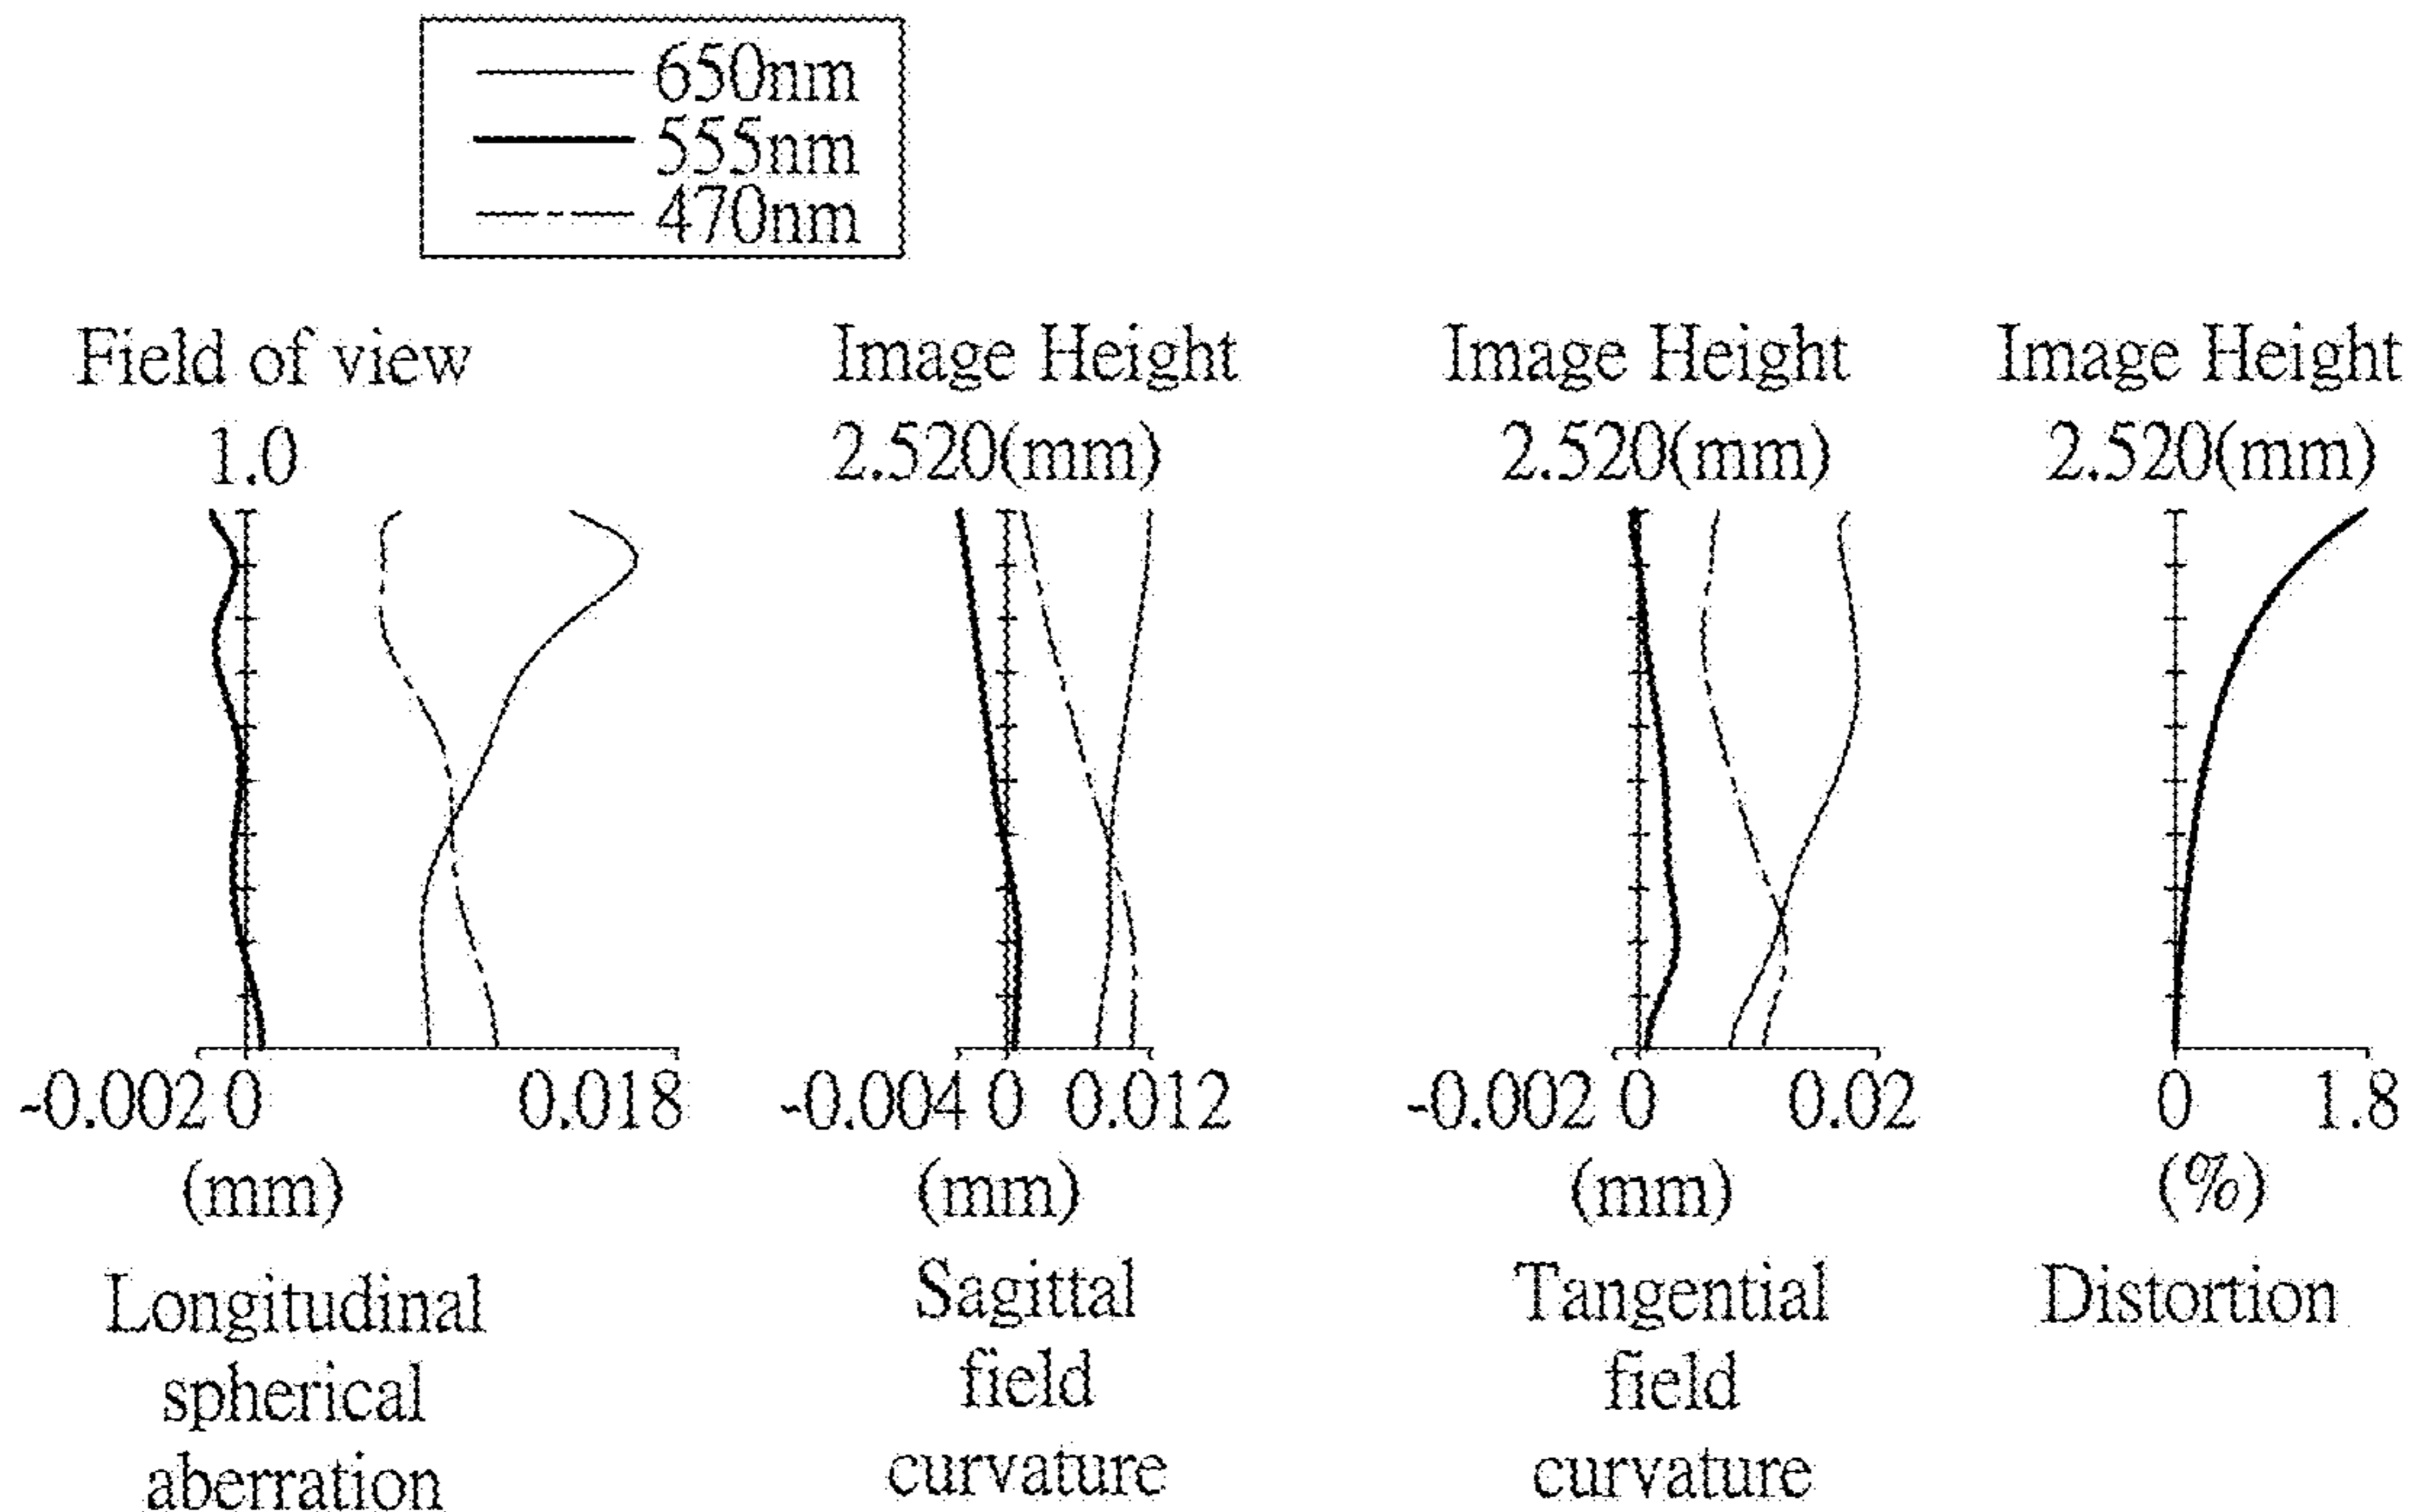 650nm
555nm
470nm
Field of view
1.0
-0.002 0 0.018
(mm)
Longitudinal
spherical
aberration
Image Height
2.520(mm)
-0.004 0 0.012
(mm)
Sagittal
field
curvature
Image Height
2.520(mm)
-0.002 0 0.02
(mm)
Tangential
field
curvature
Image Height
2.520(mm)
0 1.8
(%)
Distortion